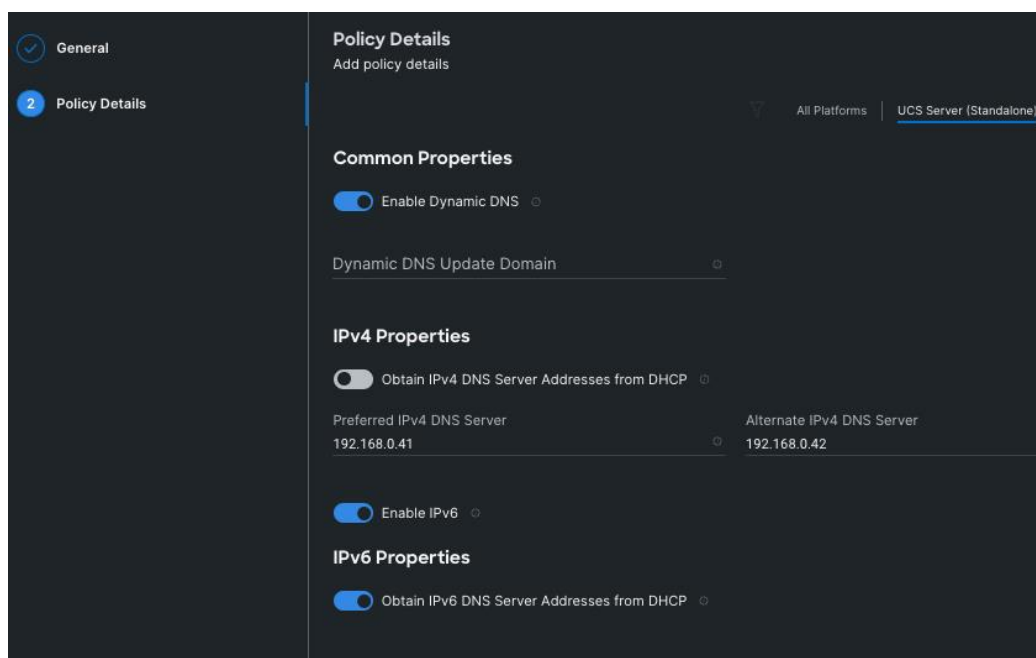 General
2 Policy Details
Policy Details
Add policy details
All Platforms | UCS Server (Standalone)
Common Properties
Enable Dynamic DNS
Dynamic DNS Update Domain
IPv4 Properties
Obtain IPv4 DNS Server Addresses from DHCP
Preferred IPv4 DNS Server
192.168.0.41
Alternate IPv4 DNS Server
192.168.0.42
Enable IPv6
IPv6 Properties
Obtain IPv6 DNS Server Addresses from DHCP